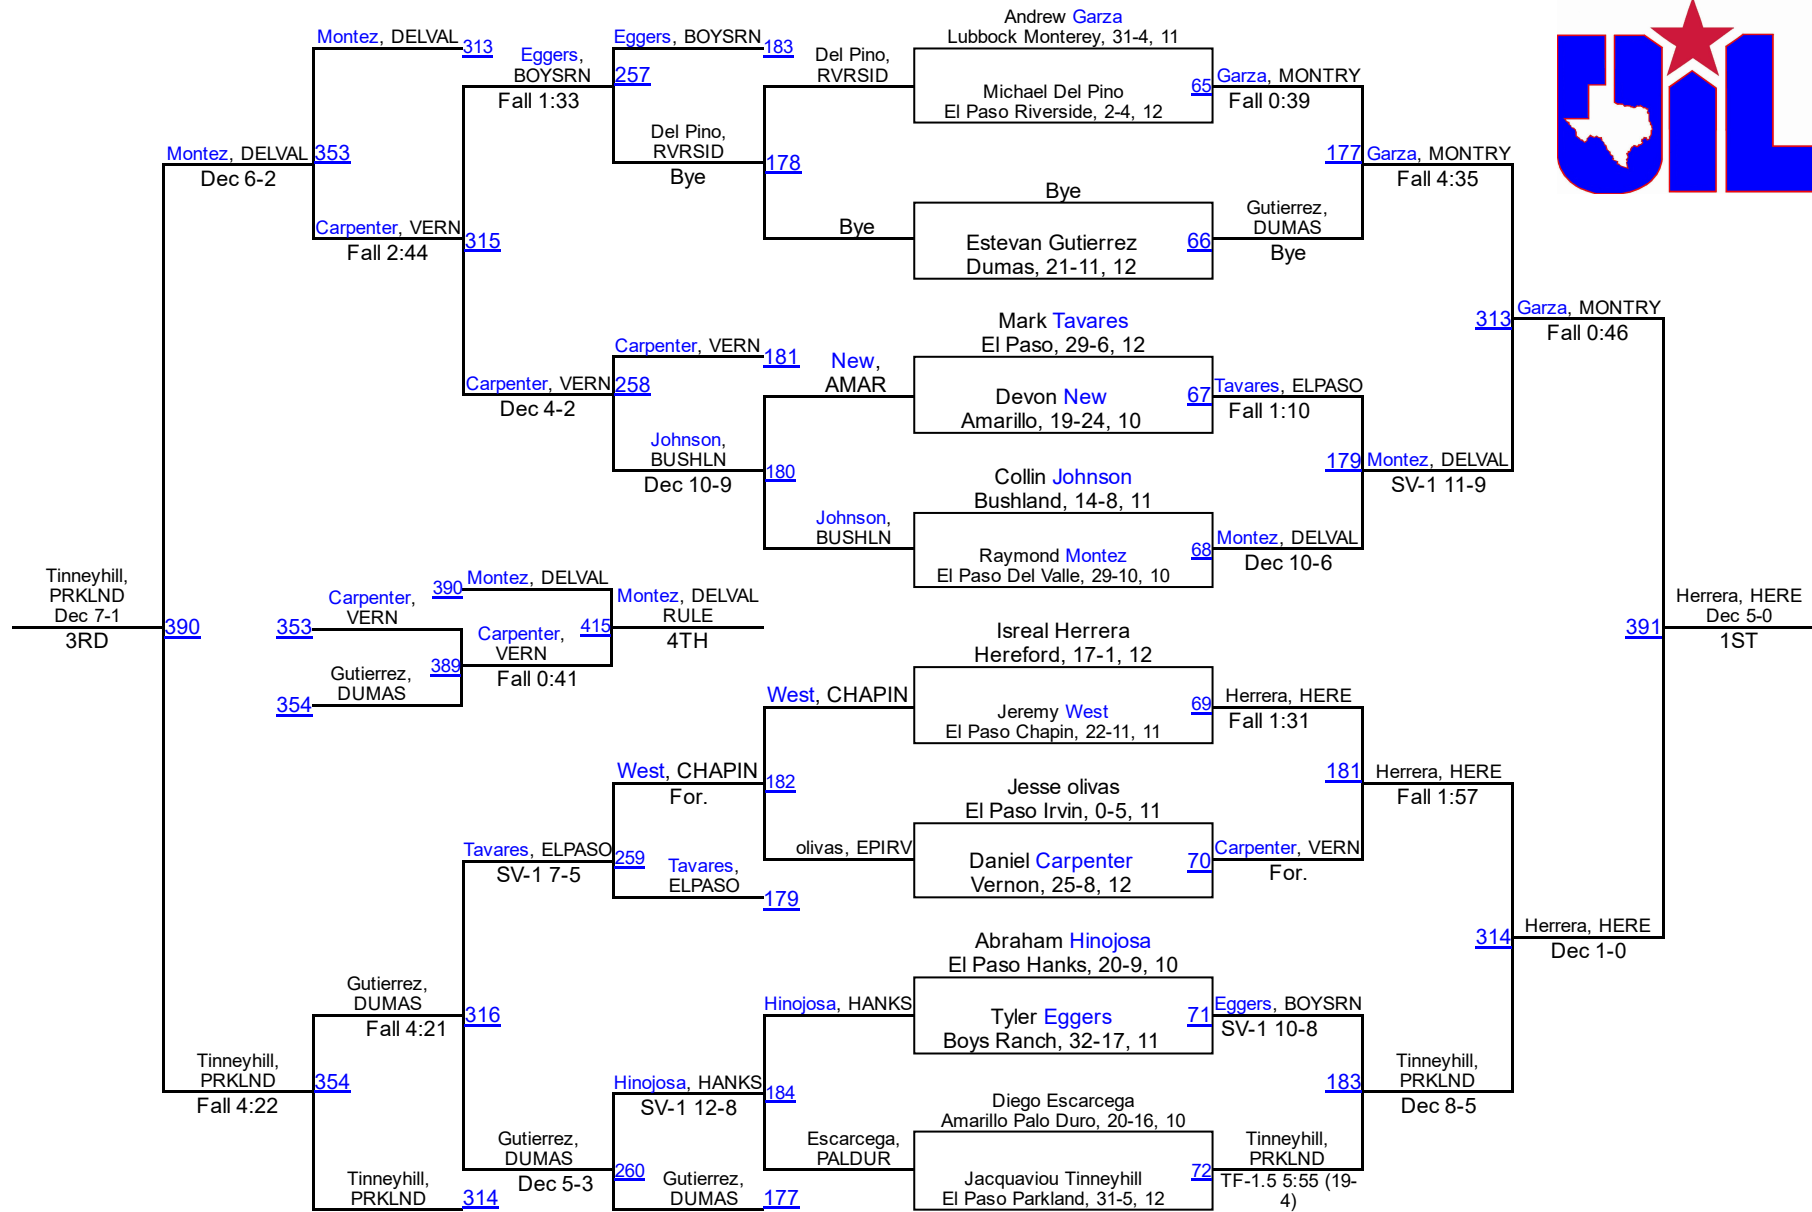 Andrew Garza
Lubbock Monterey, 31-4, 11
Montez, DELVAL
313
Eggers,
BOYSRN
Fall 1:33
Eggers, BOYSRN
183
257
Del Pino,
RVRSID
Michael Del Pino
El Paso Riverside, 2-4, 12
65
Garza, MONTRY
Fall 0:39
UIL
Montez, DELVAL
Dec 6-2
353
Del Pino,
RVRSID
Bye
178
177
Garza, MONTRY
Fall 4:35
Bye
Carpenter, VERN
Fall 2:44
315
Bye
Estevan Gutierrez
Dumas, 21-11, 12
66
Gutierrez,
DUMAS
Bye
Mark Tavares
El Paso, 29-6, 12
313
Garza, MONTRY
Fall 0:46
Carpenter, VERN
181
New,
AMAR
Carpenter, VERN
Dec 4-2
258
Devon New
Amarillo, 19-24, 10
67
Tavares, ELPASO
Fall 1:10
Johnson,
BUSHLN
Dec 10-9
180
Collin Johnson
Bushland, 14-8, 11
179
Montez, DELVAL
SV-1 11-9
Johnson,
BUSHLN
Raymond Montez
El Paso Del Valle, 29-10, 10
68
Montez, DELVAL
Dec 10-6
Tinneyhill,
PRKLND
Dec 7-1
3RD
390
353
Carpenter,
VERN
390
Montez, DELVAL
Montez, DELVAL
RULE
4TH
415
Carpenter,
VERN
Fall 0:41
389
Gutierrez,
DUMAS
354
Isreal Herrera
Hereford, 17-1, 12
391
Herrera, HERE
Dec 5-0
1ST
West, CHAPIN
Jeremy West
El Paso Chapin, 22-11, 11
69
Herrera, HERE
Fall 1:31
West, CHAPIN
For.
182
Jesse olivas
El Paso Irvin, 0-5, 11
181
Herrera, HERE
Fall 1:57
Tavares, ELPASO
SV-1 7-5
259
Tavares,
ELPASO
179
olivas, EPIRV
Daniel Carpenter
Vernon, 25-8, 12
70
Carpenter, VERN
For.
Abraham Hinojosa
El Paso Hanks, 20-9, 10
314
Herrera, HERE
Dec 1-0
Gutierrez,
DUMAS
Fall 4:21
316
Hinojosa, HANKS
Tyler Eggers
Boys Ranch, 32-17, 11
71
Eggers, BOYSRN
SV-1 10-8
Tinneyhill,
PRKLND
Fall 4:22
354
Hinojosa, HANKS
SV-1 12-8
184
Diego Escarcega
Amarillo Palo Duro, 20-16, 10
183
Tinneyhill,
PRKLND
Dec 8-5
Gutierrez,
DUMAS
Dec 5-3
260
Escarcega,
PALDUR
Jacquaviou Tinneyhill
El Paso Parkland, 31-5, 12
72
Tinneyhill,
PRKLND
TF-1.5 5:55 (19-
4)
Tinneyhill,
PRKLND
314
Gutierrez,
DUMAS
177